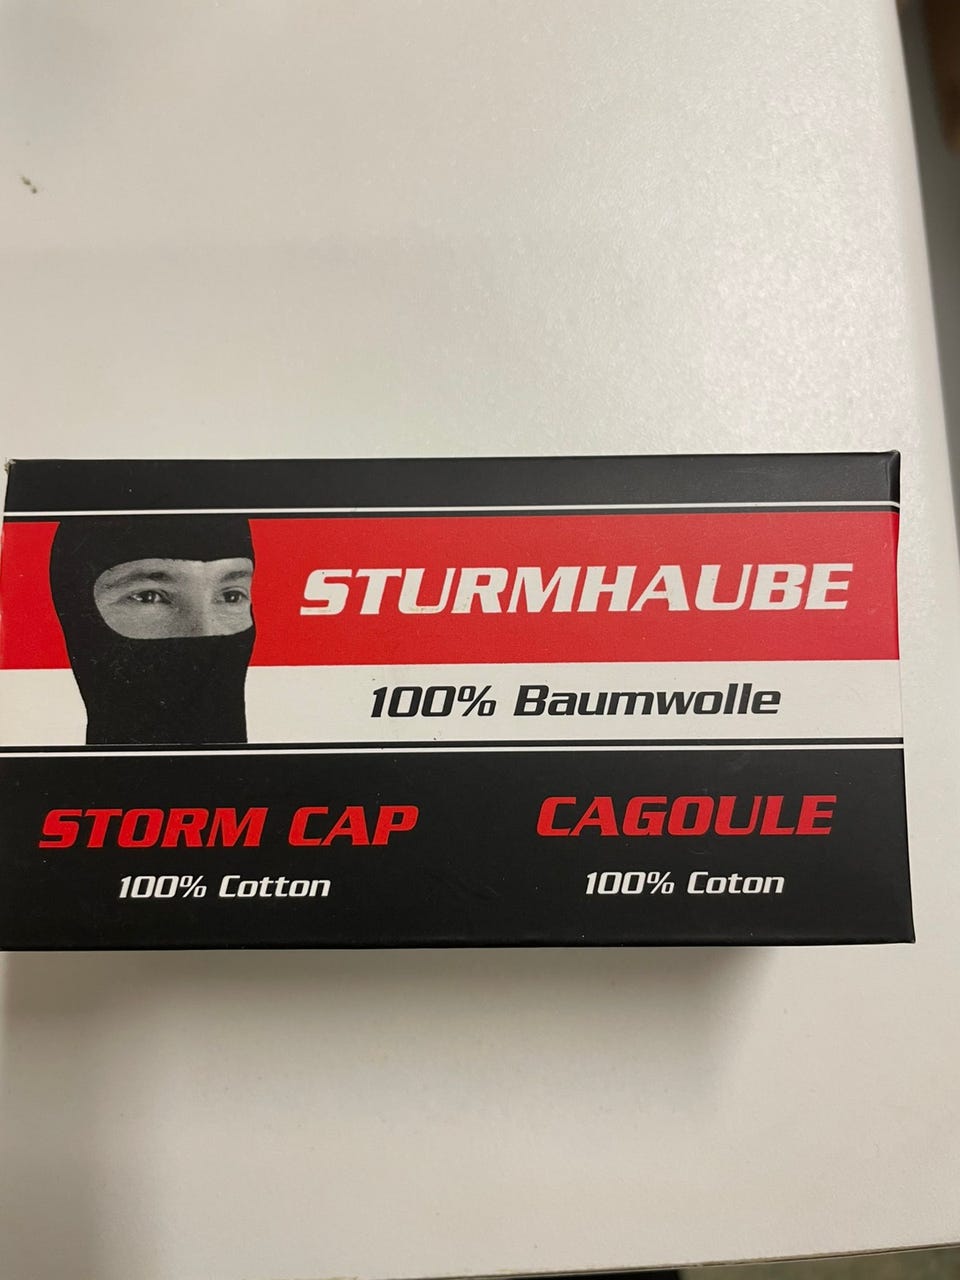 STURMHAUBE
100% Baumwolle
STORM CAP
100% Cotton
CAGOULE
100% Coton